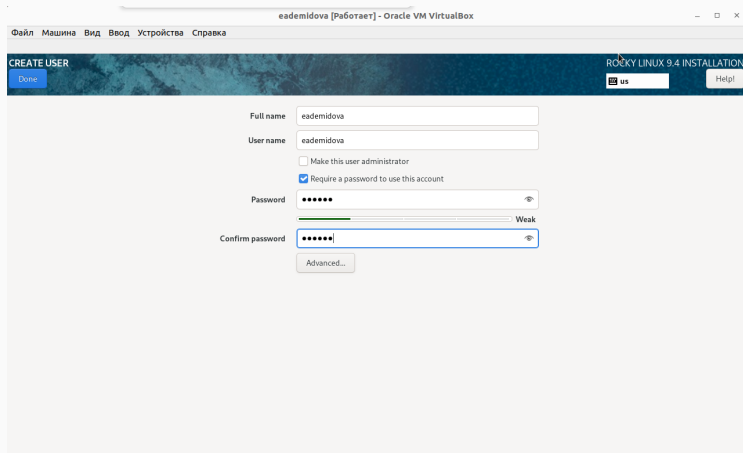 eademidova [Работает] - Oracle VM VirtualBox
Файл Машина Вид Ввод Устройства Справка
CREATE USER
ROCKY LINUX 9.4 INSTALLATION
Done
us
Help!
Full name
eademidova
User name
eademidova
Make this user administrator
Require a password to use this account
Password
●●●●●●
Weak
Confirm password
●●●●●●
Advanced...